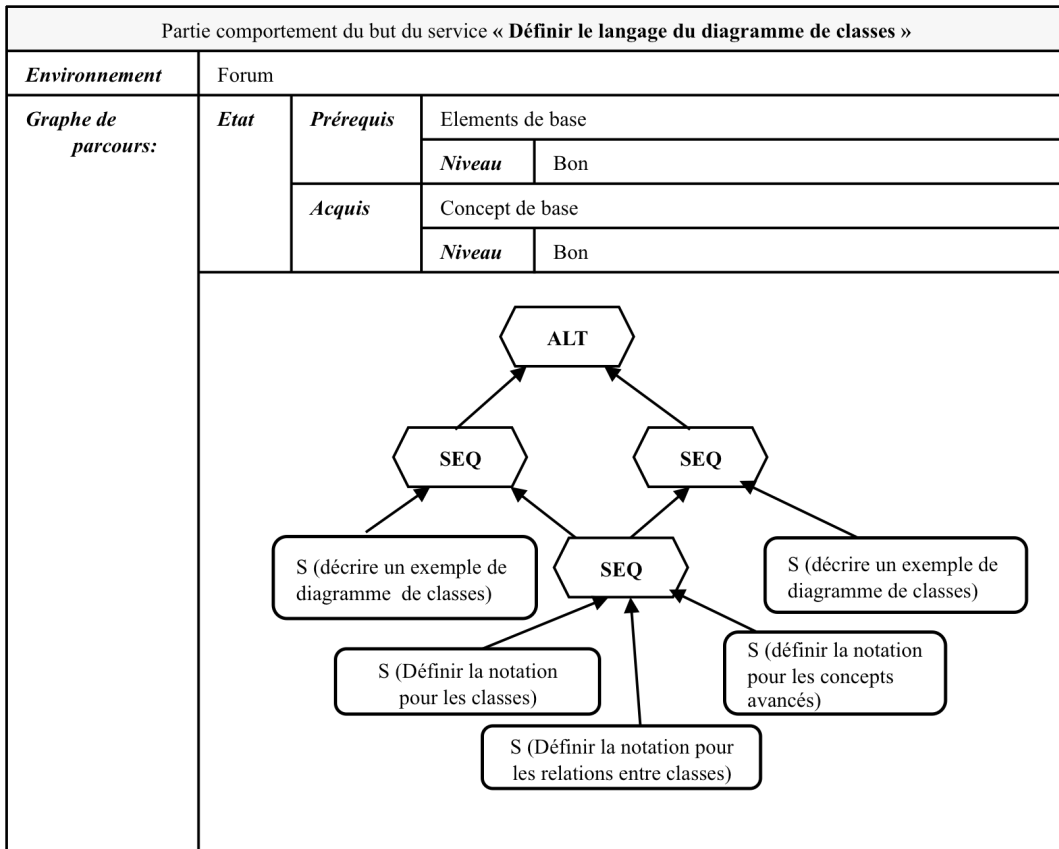 Partie comportement du but du service « Définir le langage du diagramme de classes »
Environnement
Forum
Graphe de
parcours:
Etat
Prérequis
Elements de base
Niveau
Bon
Acquis
Concept de base
Niveau
Bon
ALT
SEQ
SEQ
S (décrire un exemple de
diagramme de classes)
SEQ
S (décrire un exemple de
diagramme de classes)
S (Définir la notation
pour les classes)
S (définir la notation
pour les concepts
avancés)
S (Définir la notation pour
les relations entre classes)